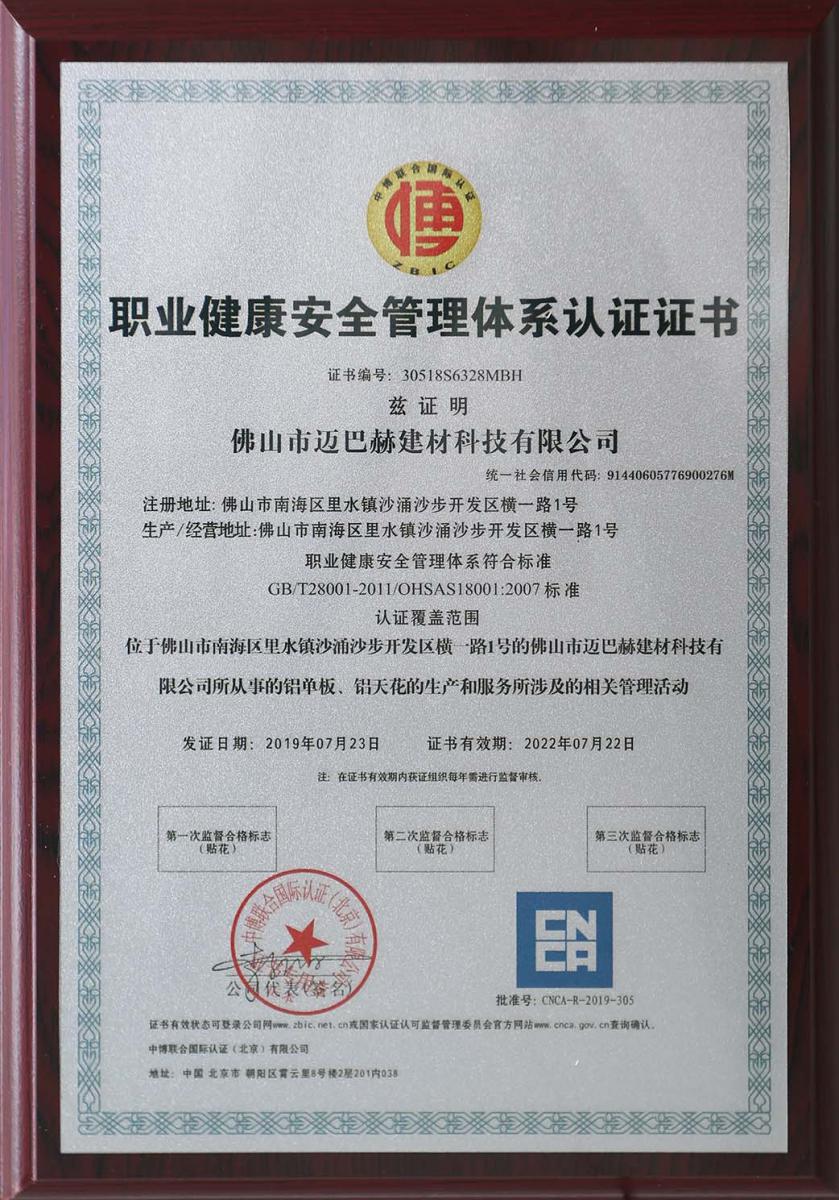 中博联合国际认证
博
ZBIC
职业健康安全管理体系认证证书
证书编号: 30518S6328MBH
兹证明
佛山市迈巴赫建材科技有限公司
统一社会信用代码: 91440605776900276M
注册地址: 佛山市南海区里水镇沙涌沙步开发区横一路1号
生产/经营地址:佛山市南海区里水镇沙涌沙步开发区横一路1号
职业健康安全管理体系符合标准
GB/T28001-2011/OHSAS18001:2007 标准
认证覆盖范围
位于佛山市南海区里水镇沙涌沙步开发区横一路1号的佛山市迈巴赫建材科技有
限公司所从事的铝单板、铝天花的生产和服务所涉及的相关管理活动
发证日期: 2019年07月23日 证书有效期: 2022年07月22日
注: 在证书有效期内获证组织每年需进行监督审核.
第一次监督合格标志
(贴花)
第二次监督合格标志
(贴花)
第三次监督合格标志
(贴花)
中博联合国际认证(北京)有限公司
公司代表(签名)
CN
CA
批准号: CNCA-R-2019-305
证书有效状态可登录公司网www.zbic.net.cn或国家认证认可监督管理委员会官方网站www.cnca.gov.cn查询确认.
中博联合国际认证(北京)有限公司
地址: 中国 北京市 朝阳区霄云里8号楼2层201内038